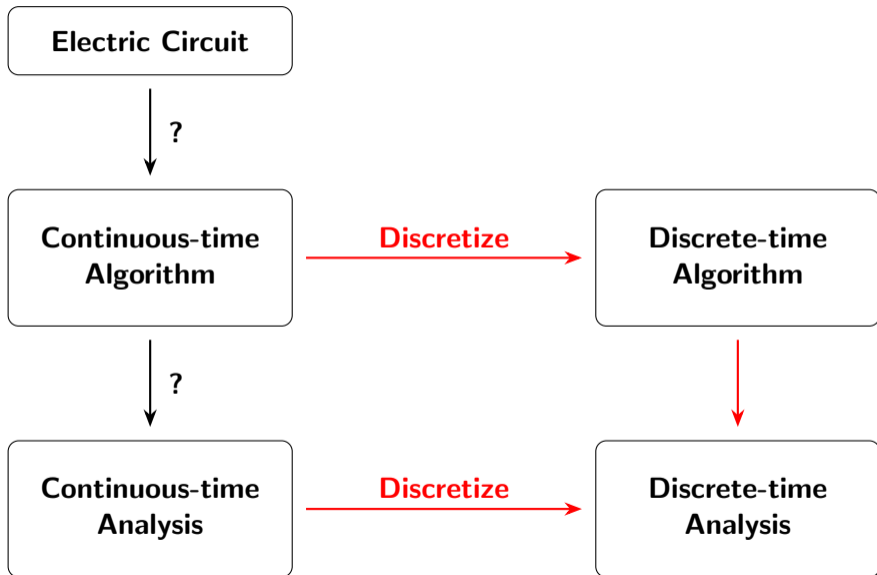 Electric Circuit
?
Continuous-time
Algorithm
Discretize
Discrete-time
Algorithm
?
Continuous-time
Analysis
Discretize
Discrete-time
Analysis